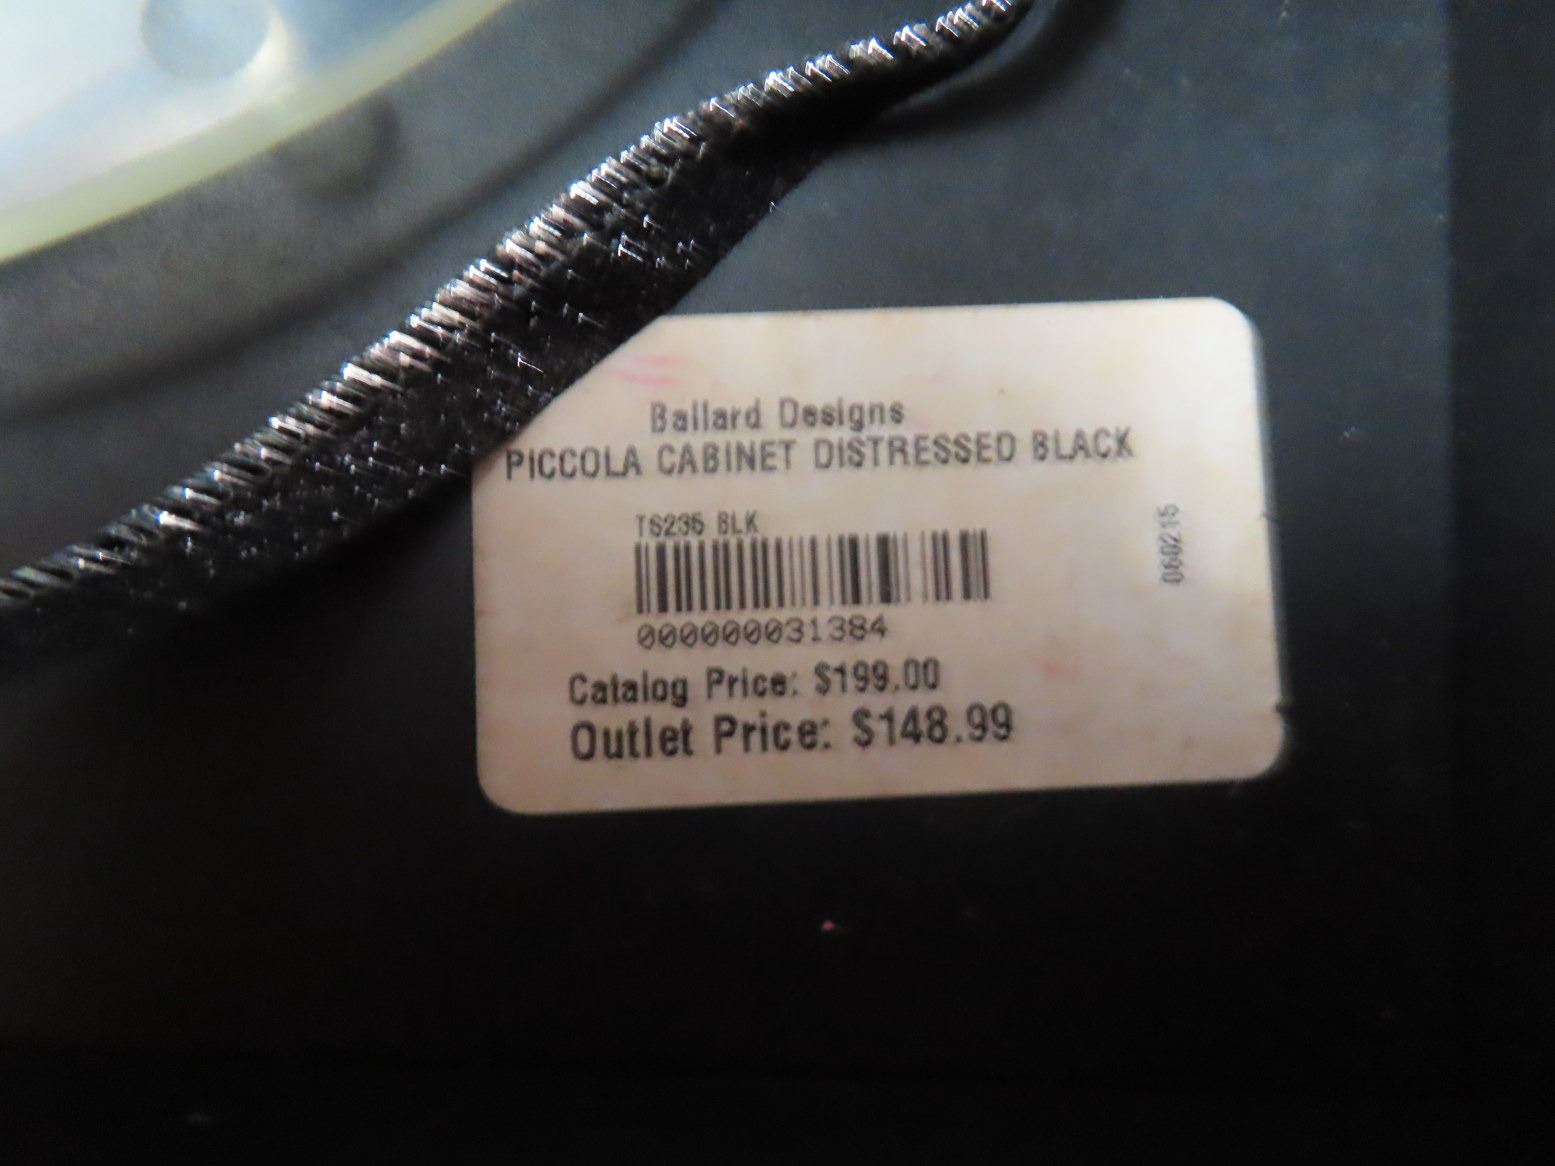 Ballard Designs
PICCOLA CABINET DISTRESSED BLACK
TS235 BLK
000000031384
060215
Catalog Price: $199.00
Outlet Price: $148.99